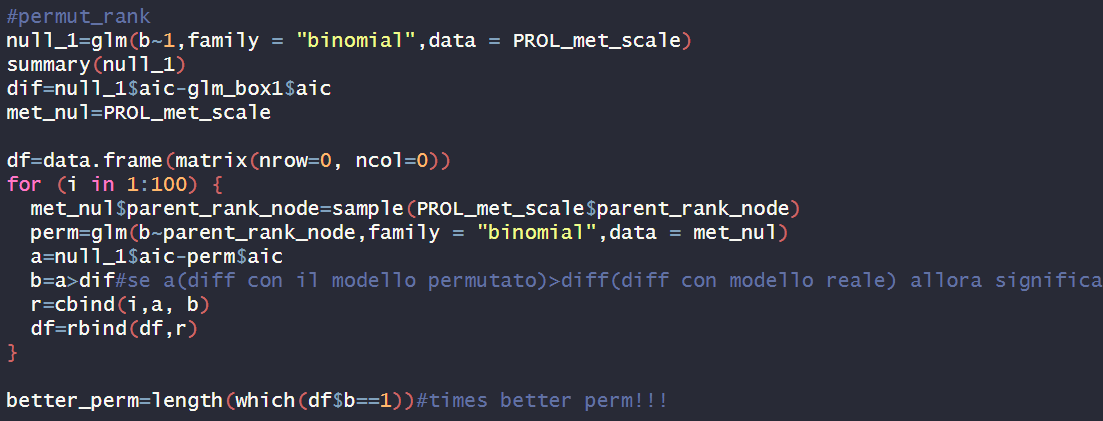 #permut_rank
null_1=glm(b~1,family = "binomial",data = PROL_met_scale)
summary(null_1)
dif=null_1$aic-glm_box1$aic
met_nul=PROL_met_scale
df=data.frame(matrix(nrow=0, ncol=0))
for (i in 1:100) {
met_nul$parent_rank_node=sample(PROL_met_scale$parent_rank_node)
perm=glm(b~parent_rank_node,family = "binomial",data = met_nul)
a=null_1$aic-perm$aic
b=a>dif#se a(diff con il modello permutato)>diff(diff con modello reale) allora significa
r=cbind(i,a, b)
df=rbind(df,r)
}
better_perm=length(which(df$b==1))#times better perm!!!